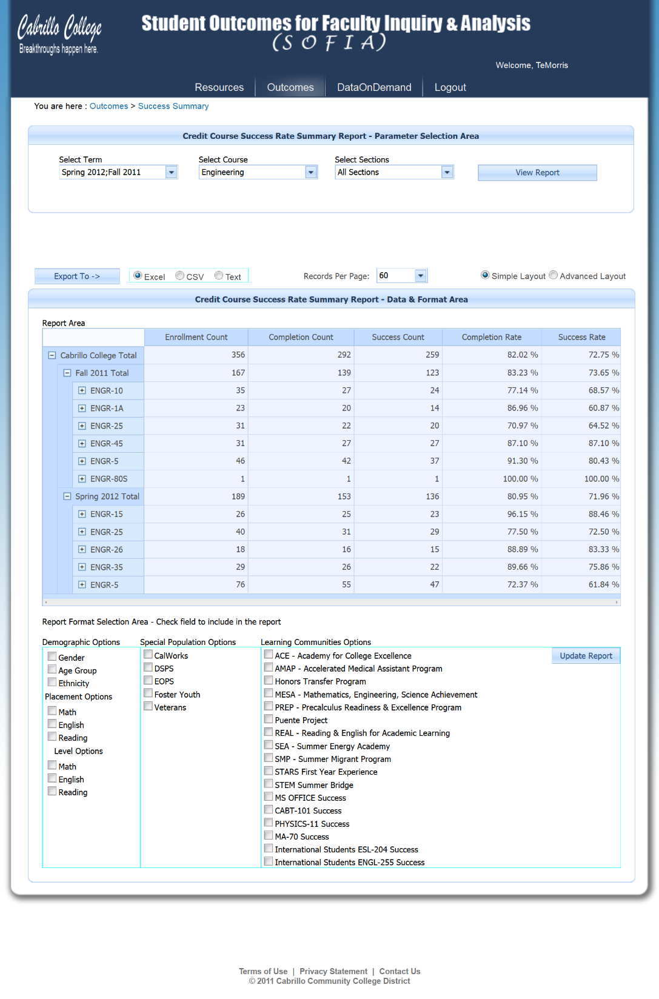 Cabrillo College
Breakthroughs happen here.
Student Outcomes for Faculty Inquiry & Analysis
(SOFIA)
Welcome, TeMorris
Resources Outcomes DataOnDemand Logout
You are here : Outcomes > Success Summary
Credit Course Success Rate Summary Report - Parameter Selection Area
Select Term Select Course Select Sections
Spring 2012;Fall 2011 Engineering All Sections View Report
Export To -> Excel CSV Text Records Per Page: 60 Simple Layout Advanced Layout
Credit Course Success Rate Summary Report - Data & Format Area
Report Area
Enrollment Count Completion Count Success Count Completion Rate Success Rate
Cabrillo College Total 356 292 259 82.02 % 72.75 %
Fall 2011 Total 167 139 123 83.23 % 73.65 %
ENGR-10 35 27 24 77.14 % 68.57 %
ENGR-1A 23 20 14 86.96 % 60.87 %
ENGR-25 31 22 20 70.97 % 64.52 %
ENGR-45 31 27 27 87.10 % 87.10 %
ENGR-5 46 42 37 91.30 % 80.43 %
ENGR-80S 1 1 1 100.00 % 100.00 %
Spring 2012 Total 189 153 136 80.95 % 71.96 %
ENGR-15 26 25 23 96.15 % 88.46 %
ENGR-25 40 31 29 77.50 % 72.50 %
ENGR-26 18 16 15 88.89 % 83.33 %
ENGR-35 29 26 22 89.66 % 75.86 %
ENGR-5 76 55 47 72.37 % 61.84 %
Report Format Selection Area - Check field to include in the report
Demographic Options
Gender
Age Group
Ethnicity
Placement Options
Math
English
Reading
Level Options
Math
English
Reading
Special Population Options
CalWorks
DSPS
EOPS
Foster Youth
Veterans
Learning Communities Options
ACE - Academy for College Excellence
AMAP - Accelerated Medical Assistant Program
Honors Transfer Program
MESA - Mathematics, Engineering, Science Achievement
PREP - Precalculus Readiness & Excellence Program
Puente Project
REAL - Reading & English for Academic Learning
SEA - Summer Energy Academy
SMP - Summer Migrant Program
STARS First Year Experience
STEM Summer Bridge
MS OFFICE Success
CABT-101 Success
PHYSICS-11 Success
MA-70 Success
International Students ESL-204 Success
International Students ENGL-255 Success
Update Report
Terms of Use | Privacy Statement | Contact Us
© 2011 Cabrillo Community College District